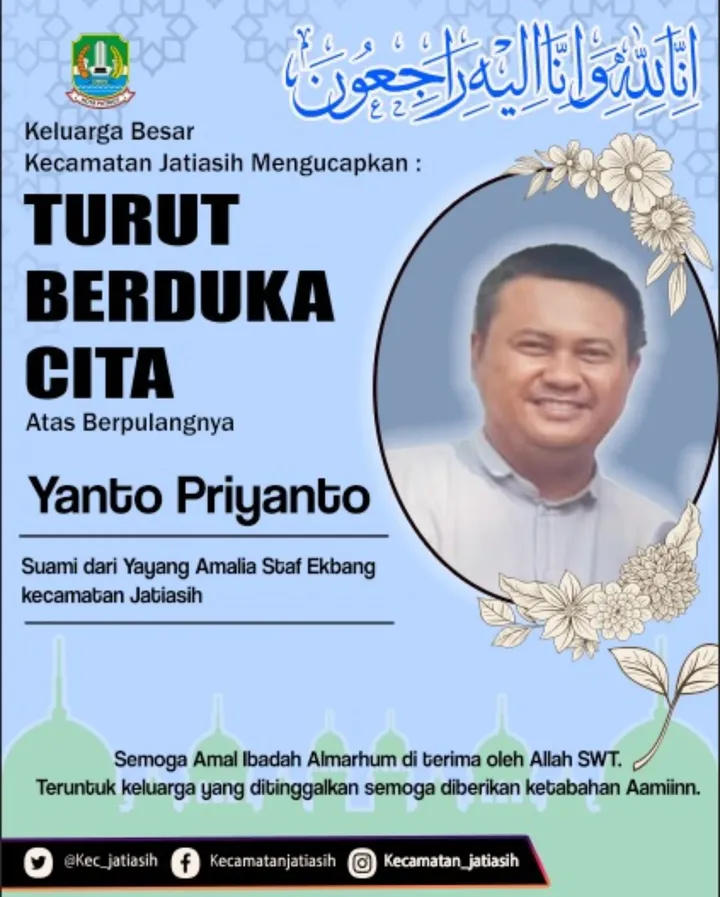 اِنَّا لِلّٰهِ وَاِنَّا اِلَيْهِ رَاجِعُوْنَ
Keluarga Besar
Kecamatan Jatiasih Mengucapkan :
TURUT
BERDUKA
CITA
Atas Berpulangnya
Yanto Priyanto
Suami dari Yayang Amalia Staf Ekbang
kecamatan Jatiasih
Semoga Amal Ibadah Almarhum di terima oleh Allah SWT.
Teruntuk keluarga yang ditinggalkan semoga diberikan ketabahan Aamiinn.
@Kec_jatiasih Kecamatanjatiasih Kecamatan_jatiasih